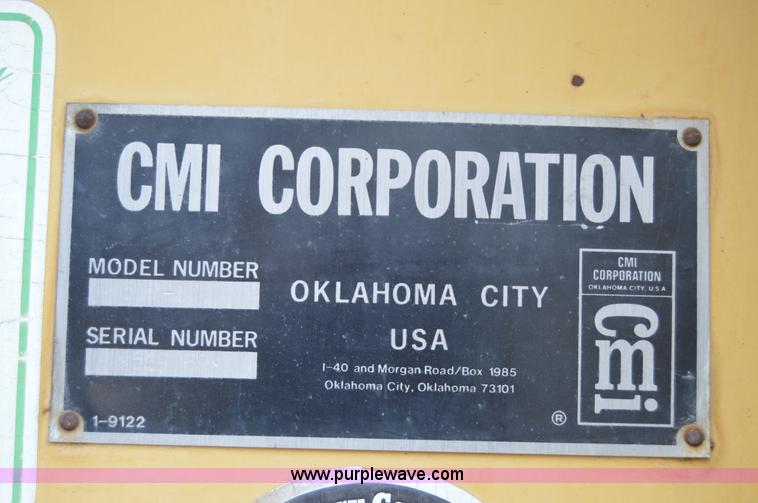 CMI CORPORATION
MODEL NUMBER
SERIAL NUMBER
OKLAHOMA CITY
USA
I-40 and Morgan Road/Box 1985
Oklahoma City, Oklahoma 73101
1-9122
®
CMI
CORPORATION
OKLAHOMA CITY, U.S.A.
cmi
www.purplewave.com